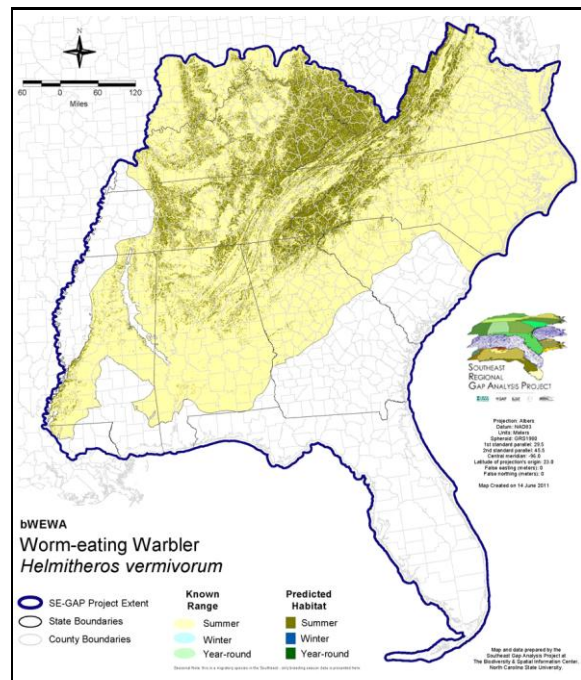 N
60 0 60 120
Miles
SOUTHEAST
REGIONAL
GAP ANALYSIS PROJECT
Projection: Albers
Datum: NAD83
Units: Meters
Spheroid: GRS1980
1st standard parallel: 29.5
2nd standard parallel: 45.5
Central meridian: -96.0
Latitude of projection's origin: 23.0
False easting (meters): 0
False northing (meters): 0
Map Created on 14 June 2011
bWEWA
Worm-eating Warbler
Helmitheros vermivorum
SE-GAP Project Extent
State Boundaries
County Boundaries
Known
Range
Summer
Winter
Year-round
Predicted
Habitat
Summer
Winter
Year-round
Map and data prepared by the
Southeast Gap Analysis Project at
The Biodiversity & Spatial Information Center,
North Carolina State University.